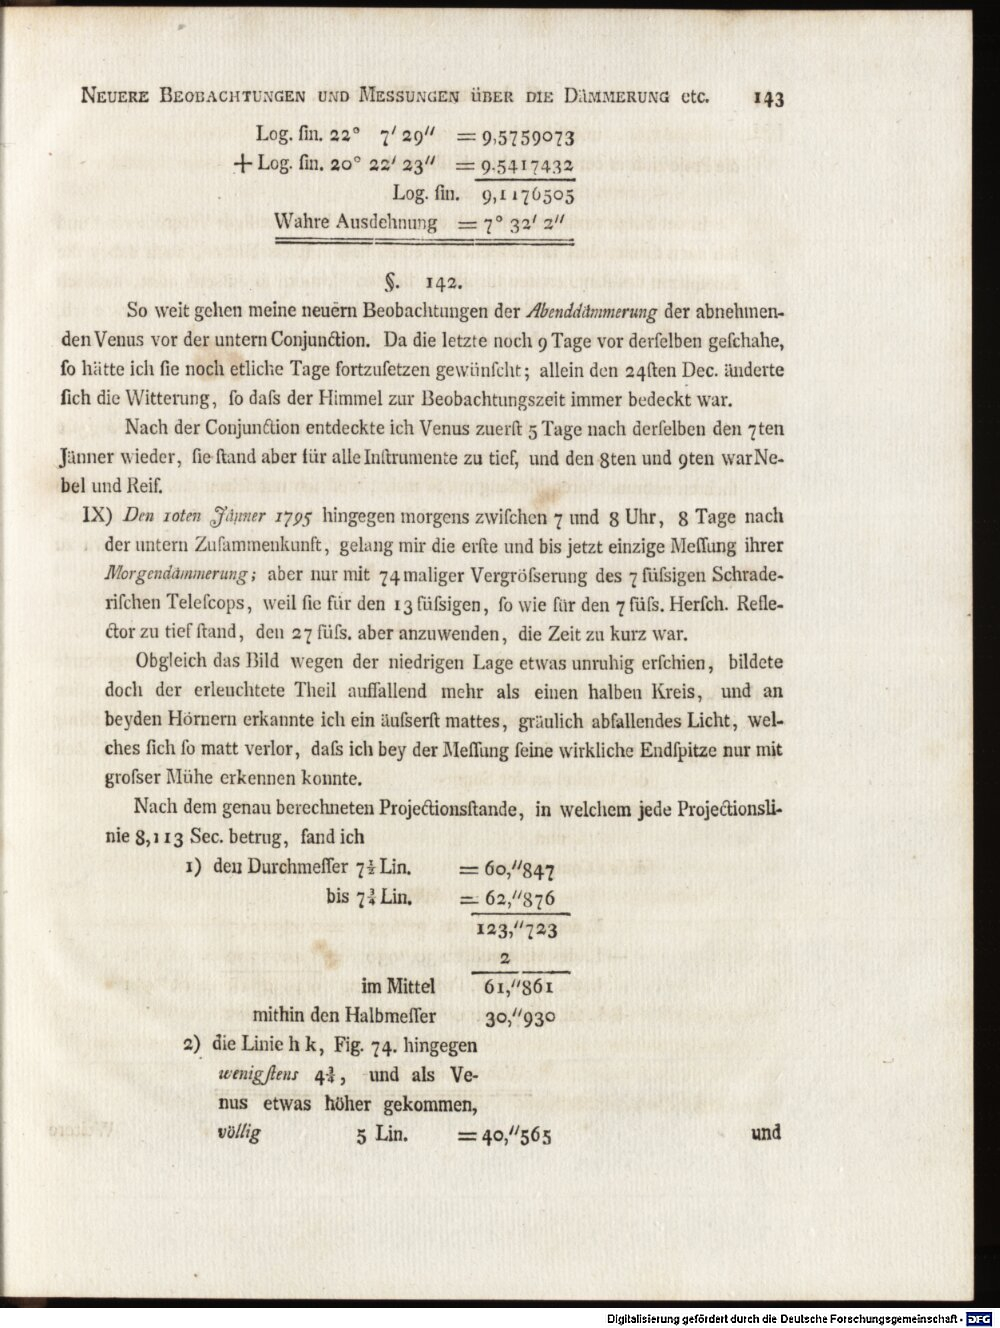 Neuere Beobachtungen und Messungen über die Dämmerung etc. 143
Log. ſin. 22° 7′ 29″ = 9,5759073
+ Log. ſin. 20° 22′ 23″ = 9.5417432
Log. ſin. 9,1176505
Wahre Ausdehnung = 7° 32′ 2″
§. 142.
So weit gehen meine neuern Beobachtungen der Abenddämmerung der abnehmen-
den Venus vor der untern Conjunction. Da die letzte noch 9 Tage vor derſelben geſchahe,
ſo hätte ich ſie noch etliche Tage fortzuſetzen gewünſcht; allein den 24ſten Dec. änderte
ſich die Witterung, ſo daſs der Himmel zur Beobachtungszeit immer bedeckt war.
Nach der Conjunction entdeckte ich Venus zuerſt 5 Tage nach derſelben den 7ten
Jänner wieder, ſie ſtand aber für alle Inſtrumente zu tief, und den 8ten und 9ten war Ne-
bel und Reif.
IX) Den 10ten Jänner 1795 hingegen morgens zwiſchen 7 und 8 Uhr, 8 Tage nach
der untern Zuſammenkunft, gelang mir die erſte und bis jetzt einzige Meſſung ihrer
Morgendämmerung; aber nur mit 74maliger Vergröſserung des 7füſsigen Schrade-
riſchen Teleſcops, weil ſie für den 13füſsigen, ſo wie für den 7füſs. Herſch. Refle-
ctor zu tief ſtand, den 27füſs. aber anzuwenden, die Zeit zu kurz war.
Obgleich das Bild wegen der niedrigen Lage etwas unruhig erſchien, bildete
doch der erleuchtete Theil auffallend mehr als einen halben Kreis, und an
beyden Hörnern erkannte ich ein äuſserſt mattes, gräulich abfallendes Licht, wel-
ches ſich ſo matt verlor, daſs ich bey der Meſſung ſeine wirkliche Endſpitze nur mit
groſser Mühe erkennen konnte.
Nach dem genau berechneten Projectionsſtande, in welchem jede Projectionsli-
nie 8,113 Sec. betrug, fand ich
1) den Durchmeſſer 7½ Lin. = 60,″847
bis 7¾ Lin. = 62,″876
123,″723
2
im Mittel 61,″861
mithin den Halbmeſſer 30,″930
2) die Linie h k, Fig. 74. hingegen
wenigſtens 4¾, und als Ve-
nus etwas höher gekommen,
völlig 5 Lin. = 40,″565 und
Digitalisierung gefördert durch die Deutsche Forschungsgemeinschaft - DFG